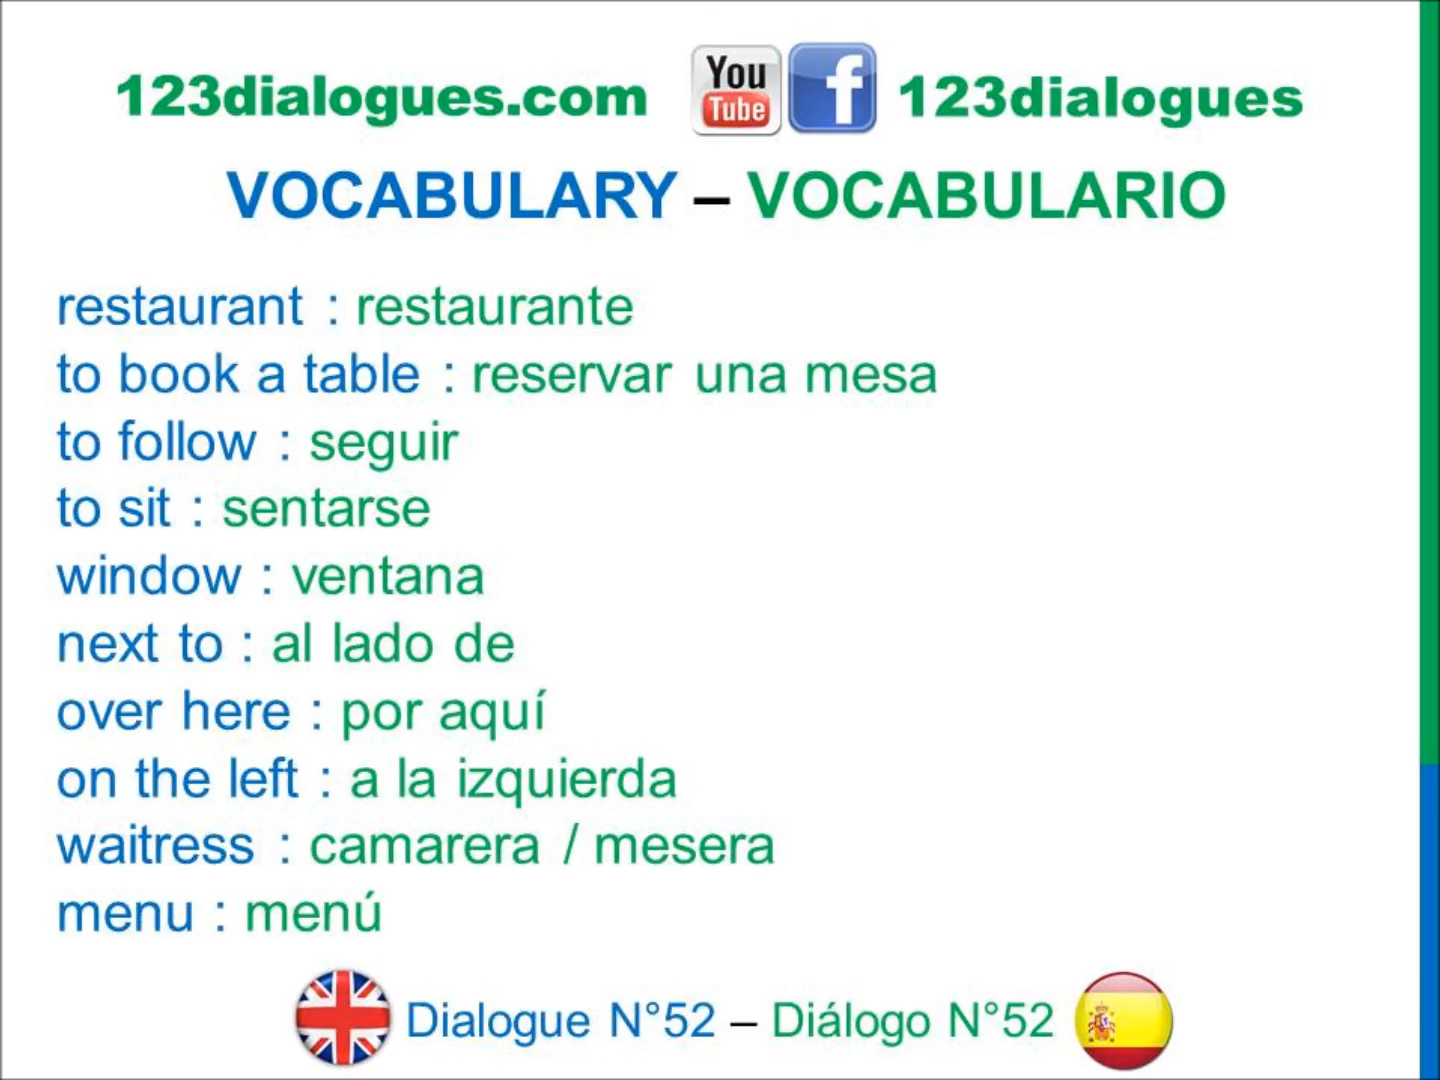 123dialogues.com You Tube f 123dialogues
VOCABULARY – VOCABULARIO
restaurant : restaurante
to book a table : reservar una mesa
to follow : seguir
to sit : sentarse
window : ventana
next to : al lado de
over here : por aquí
on the left : a la izquierda
waitress : camarera / mesera
menu : menú
Dialogue N°52 – Diálogo N°52